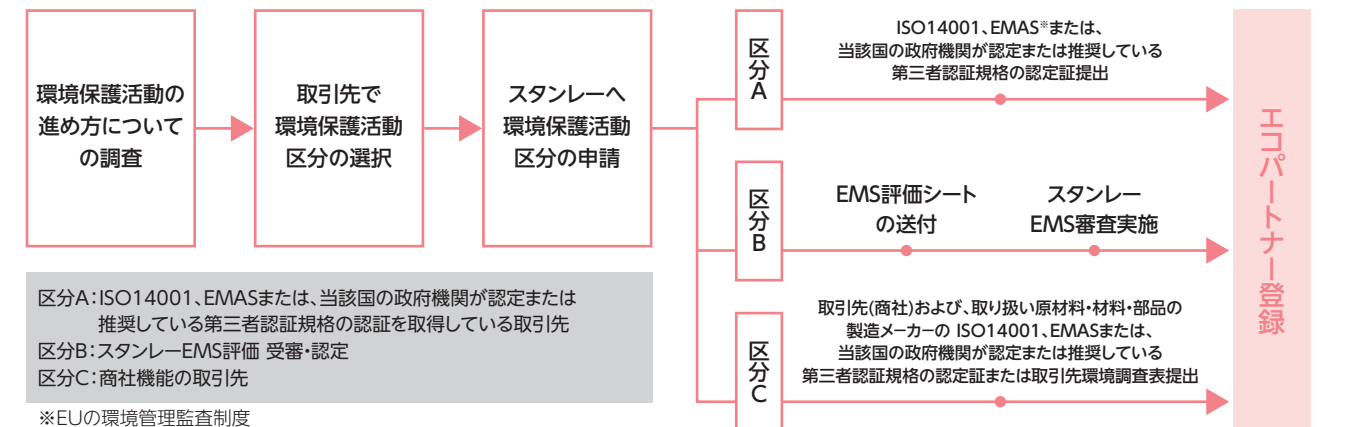 環境保護活動の
進め方について
の調査
取引先で
環境保護活動
区分の選択
スタンレーへ
環境保護活動
区分の申請
区分A
ISO14001、EMAS※または、
当該国の政府機関が認定または推奨している
第三者認証規格の認定証提出
区分B
EMS評価シート
の送付
スタンレー
EMS審査実施
区分C
取引先(商社)および、取り扱い原材料・材料・部品の
製造メーカーの ISO14001、EMASまたは、
当該国の政府機関が認定または推奨している
第三者認証規格の認定証または取引先環境調査表提出
エコパートナー登録
区分A：ISO14001、EMASまたは、当該国の政府機関が認定または
推奨している第三者認証規格の認証を取得している取引先
区分B：スタンレーEMS評価 受審・認定
区分C：商社機能の取引先
※EUの環境管理監査制度